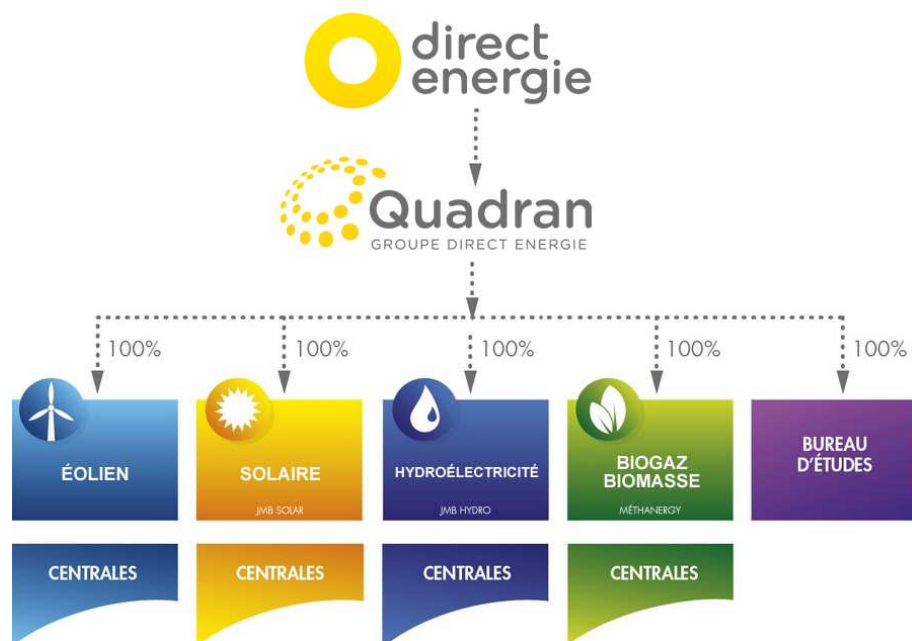 direct
energie
Quadran
GROUPE DIRECT ENERGIE
100%
100%
100%
100%
100%
ÉOLIEN
SOLAIRE
JMB SOLAR
HYDROÉLECTRICITÉ
JMB HYDRO
BIOGAZ
BIOMASSE
MÉTHANERGY
BUREAU
D'ÉTUDES
CENTRALES
CENTRALES
CENTRALES
CENTRALES